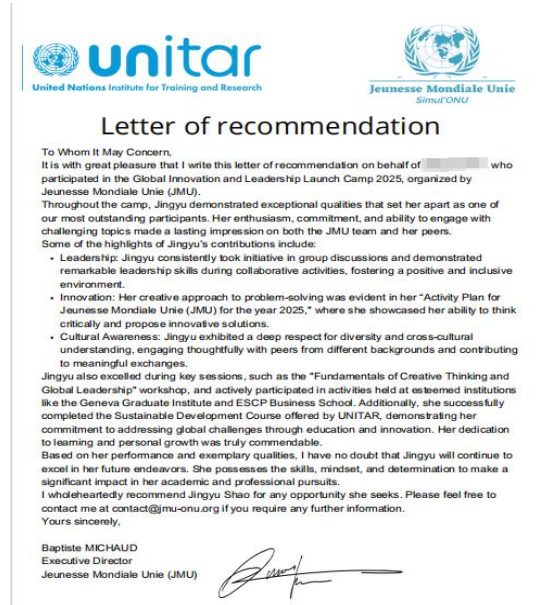 unitar
United Nations Institute for Training and Research
Jeunesse Mondiale Unie
Simul'ONU
Letter of recommendation
To Whom It May Concern,
It is with great pleasure that I write this letter of recommendation on behalf of who
participated in the Global Innovation and Leadership Launch Camp 2025, organized by
Jeunesse Mondiale Unie (JMU).
Throughout the camp, Jingyu demonstrated exceptional qualities that set her apart as one of
our most outstanding participants. Her enthusiasm, commitment, and ability to engage with
challenging topics made a lasting impression on both the JMU team and her peers.
Some of the highlights of Jingyu's contributions include:
• Leadership: Jingyu consistently took initiative in group discussions and demonstrated
remarkable leadership skills during collaborative activities, fostering a positive and inclusive
environment.
• Innovation: Her creative approach to problem-solving was evident in her “Activity Plan for
Jeunesse Mondiale Unie (JMU) for the year 2025," where she showcased her ability to think
critically and propose innovative solutions.
• Cultural Awareness: Jingyu exhibited a deep respect for diversity and cross-cultural
understanding, engaging thoughtfully with peers from different backgrounds and contributing
to meaningful exchanges.
Jingyu also excelled during key sessions, such as the "Fundamentals of Creative Thinking and
Global Leadership" workshop, and actively participated in activities held at esteemed institutions
like the Geneva Graduate Institute and ESCP Business School. Additionally, she successfully
completed the Sustainable Development Course offered by UNITAR, demonstrating her
commitment to addressing global challenges through education and innovation. Her dedication
to learning and personal growth was truly commendable.
Based on her performance and exemplary qualities, I have no doubt that Jingyu will continue to
excel in her future endeavors. She possesses the skills, mindset, and determination to make a
significant impact in her academic and professional pursuits.
I wholeheartedly recommend Jingyu Shao for any opportunity she seeks. Please feel free to
contact me at contact@jmu-onu.org if you require any further information.
Yours sincerely,
Baptiste MICHAUD
Executive Director
Jeunesse Mondiale Unie (JMU)